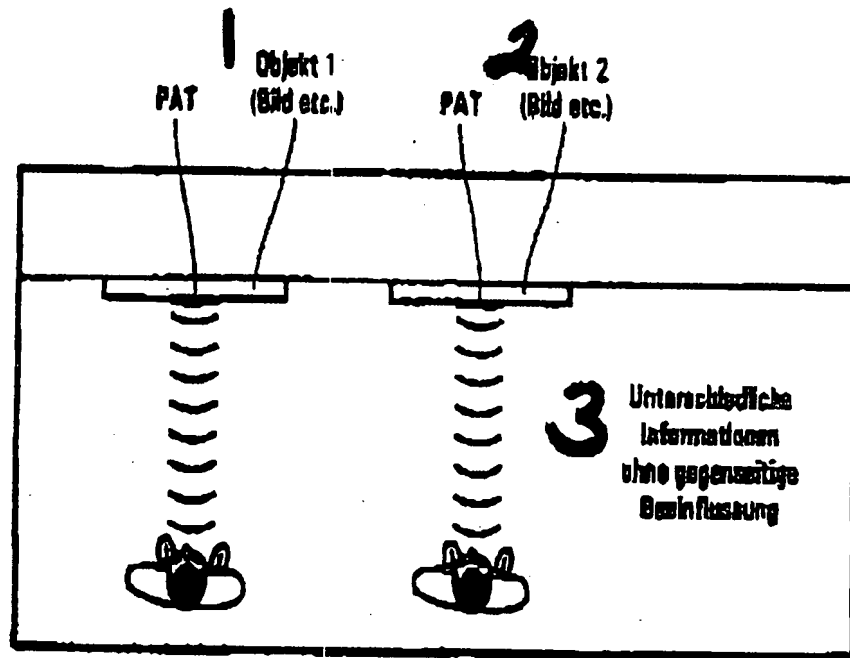 1
Objekt 1
PAT
(Bild etc.)
2
Objekt 2
PAT
(Bild etc.)
3
Unterschiedliche
Informationen
ohne gegenseitige
Beeinflussung